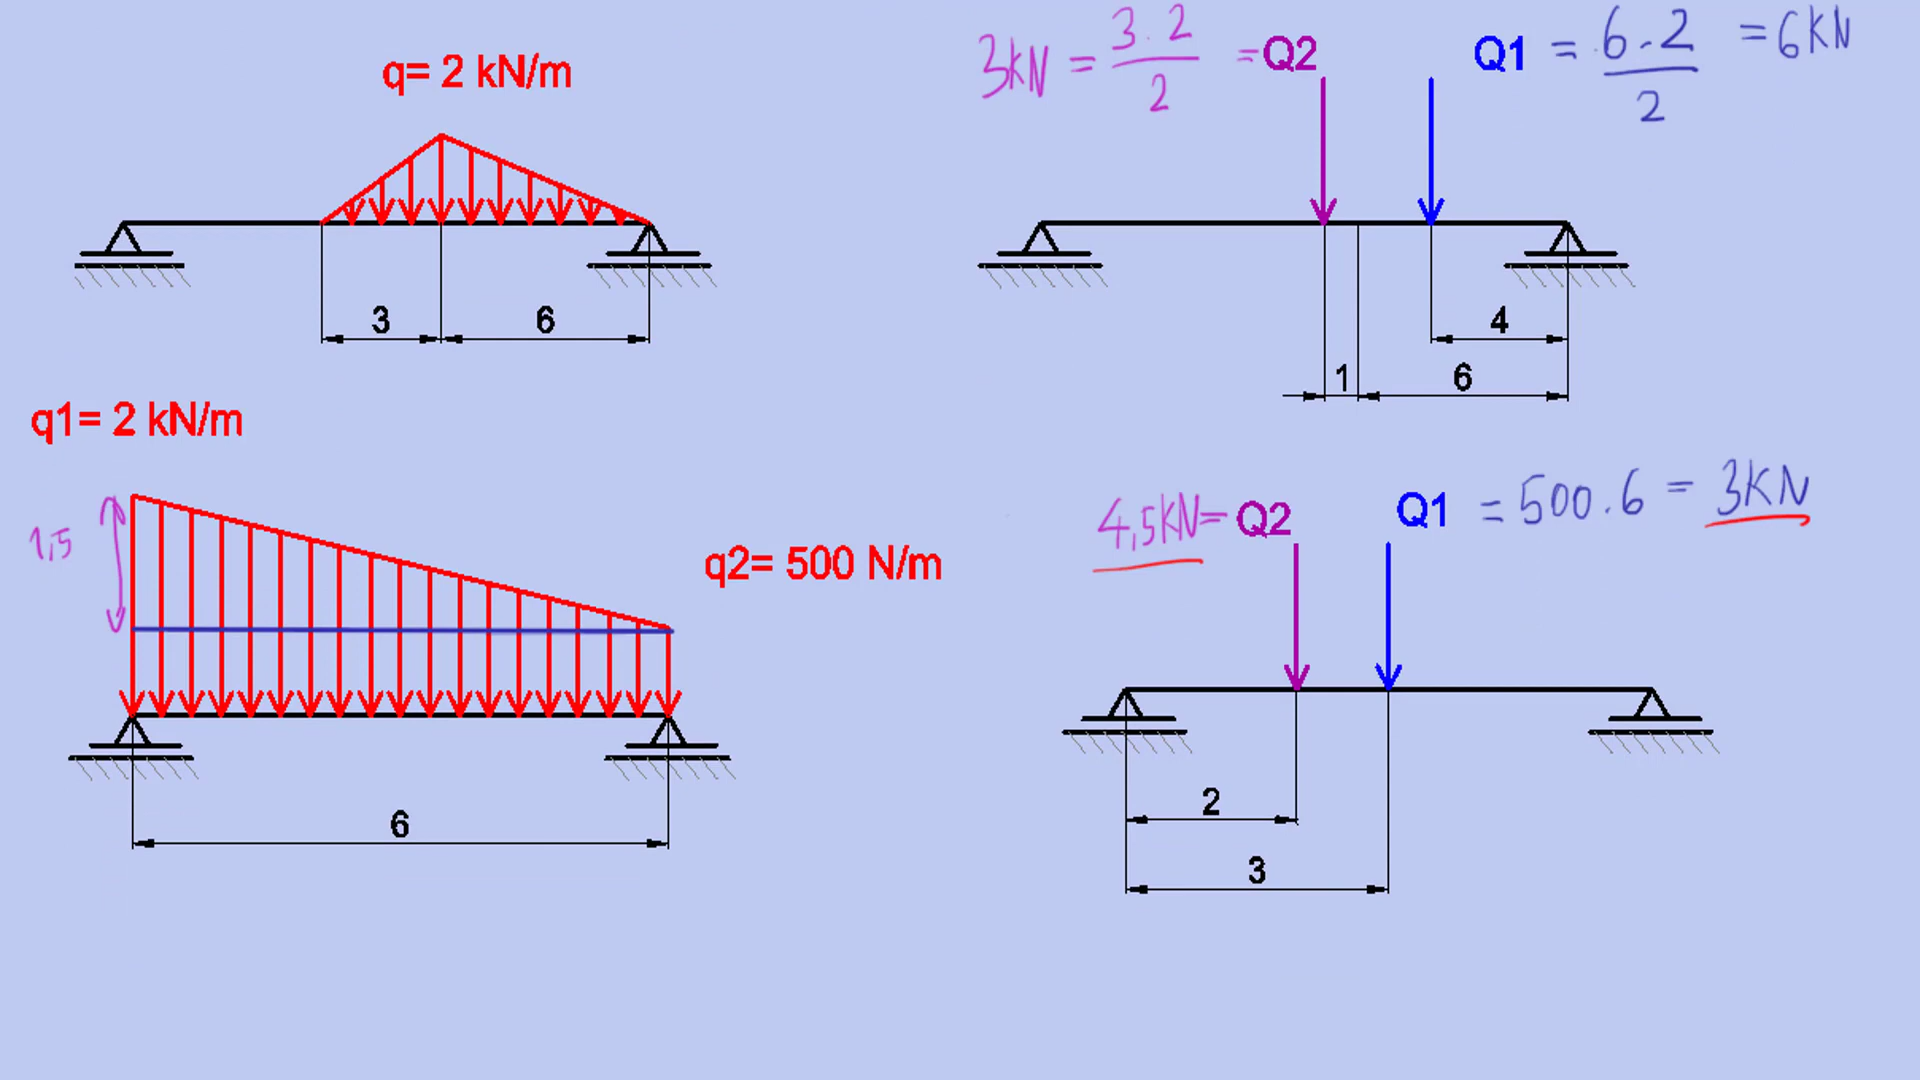 q= 2 kN/m
3 6
3kN = 3.2 / 2 = Q2
Q1 = 6.2 / 2 = 6kN
4
1 6
q1= 2 kN/m
1,5
q2= 500 N/m
6
4,5kN= Q2
Q1 = 500.6 = 3KN
2
3